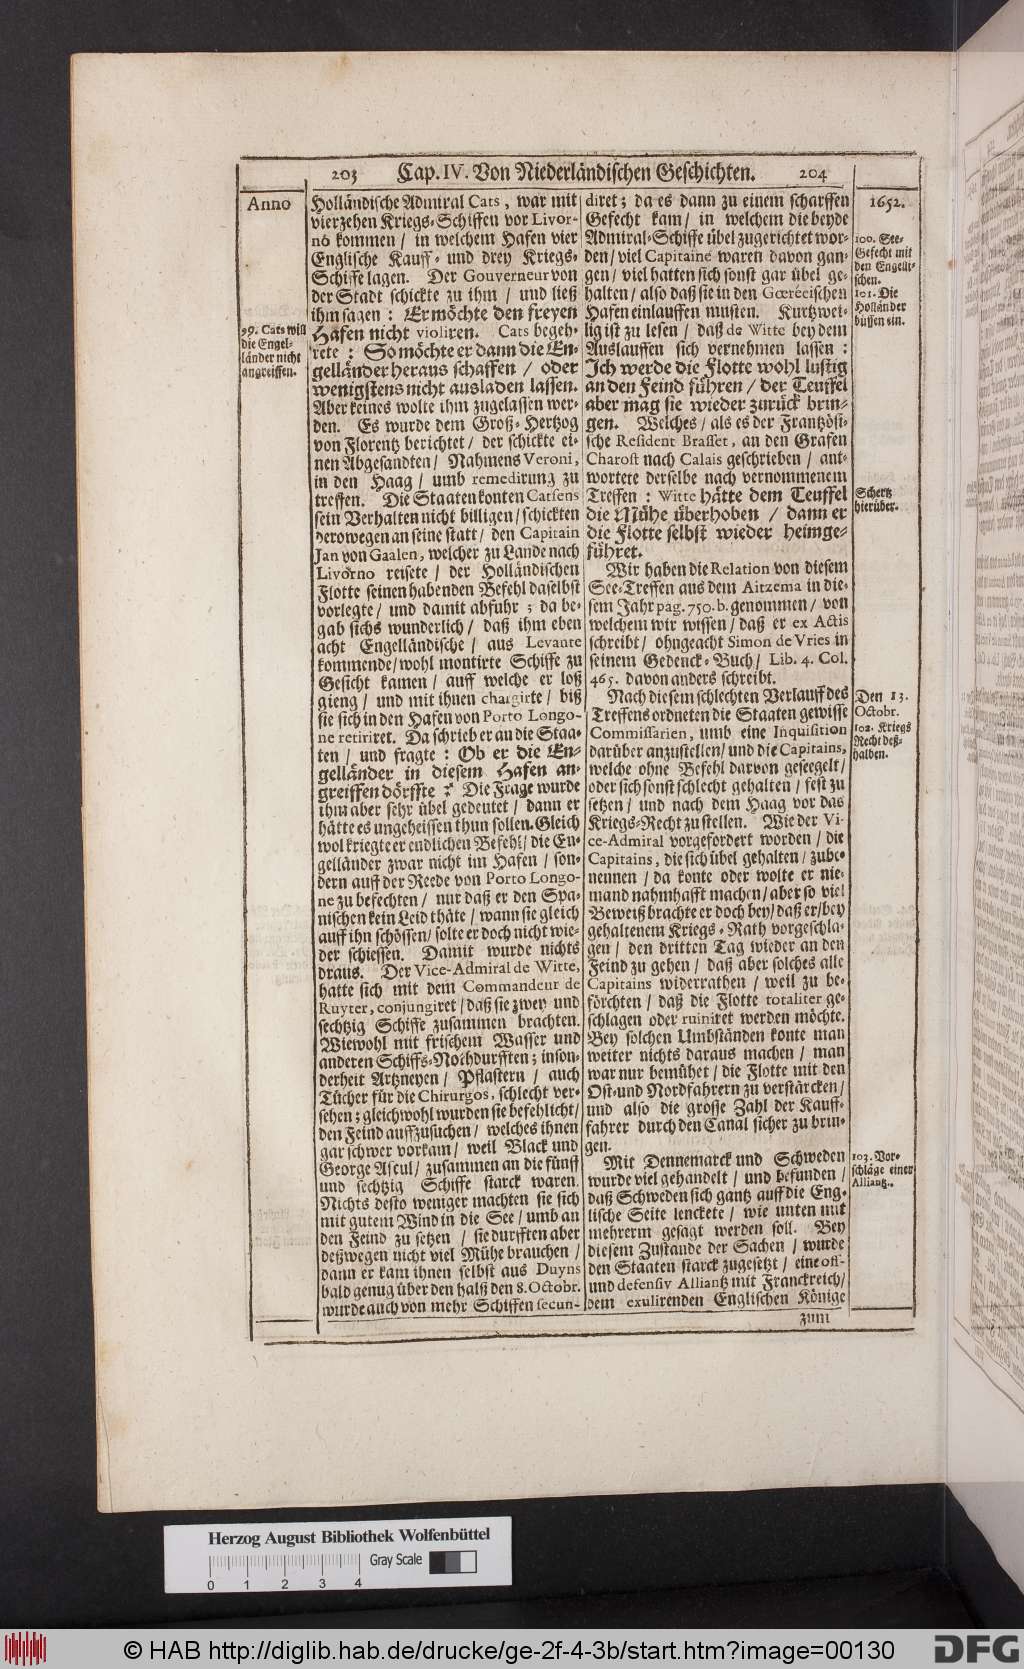 203 Cap. IV. Von Niederländischen Geschichten. 204
Anno
Holländische Admiral Cats, war mit
vierzehen Kriegs-Schiffen vor Livor-
no kommen / in welchem Hafen vier
Englische Kauff- und drey Kriegs-
Schiffe lagen. Der Gouverneur von
der Stadt schickte zu ihm / und ließ
ihm sagen : Er möchte den freyen
Hafen nicht violiren. Cats begeh-
rete : So möchte er dann die En-
gelländer heraus schaffen / oder
wenigstens nicht ausladen lassen.
Aber keines wolte ihm zugelassen wer-
den. Es wurde dem Groß-Hertzog
von Florentz berichtet / der schickte ei-
nen Abgesandten / Nahmens Veroni,
in den Haag / umb remedirung zu
treffen. Die Staaten konten Catsens
sein Verhalten nicht billigen / schickten
derowegen an seine statt / den Capitain
Jan von Gaalen, welcher zu Lande nach
Livorno reisete / der Holländischen
Flotte seinen habenden Befehl daselbst
vorlegte / und damit abfuhr ; da be-
gab sichs wunderlich / daß ihm eben
acht Engelländische / aus Levante
kommende / wohl montirte Schiffe zu
Gesicht kamen / auff welche er loß
gieng / und mit ihnen chargirte / biß
sie sich in den Hafen von Porto Longo-
ne retiriret. Da schrieb er an die Staa-
ten / und fragte : Ob er die En-
gelländer in diesem Hafen an-
greiffen dörffte ? Die Frage wurde
ihm aber sehr übel gedeutet / dann er
hätte es ungeheissen thun sollen. Gleich
wol kriegte er endlichen Befehl / die En-
gelländer zwar nicht im Hafen / son-
dern auff der Reede von Porto Longo-
ne zu befechten / nur daß er den Spa-
nischen kein Leid thäte / wann sie gleich
auff ihn schössen / solte er doch nicht wie-
der schiessen. Damit wurde nichts
draus. Der Vice-Admiral de Witte,
hatte sich mit dem Commandeur de
Ruyter, conjungiret / daß sie zwey und
sechtzig Schiffe zusammen brachten.
Wiewohl mit frischem Wasser und
anderen Schiffs-Nothdurfften ; inson-
derheit Artzneyen / Pflastern / auch
Tücher für die Chirurgos, schlecht ver-
sehen ; gleichwohl wurden sie befehlicht /
den Feind auffzusuchen / welches ihnen
gar schwer vorkam / weil Black und
George Ascul / zusammen an die fünff
und sechtzig Schiffe starck waren.
Nichts desto weniger machten sie sich
mit gutem Wind in die See / umb an
den Feind zu setzen / sie durfften aber
deßwegen nicht viel Mühe brauchen /
dann er kam ihnen selbst aus Duyns
bald genug über den halß den 8. Octobr.
wurde auch von mehr Schiffen secun-
99. Cats will
die Engel-
länder nicht
angreiffen.
diret ; da es dann zu einem scharffen
Gefecht kam / in welchem die beyde
Admiral-Schiffe übel zugerichtet wor-
den / viel Capitaine waren davon gan-
gen / viel hatten sich sonst gar übel ge-
halten / also daß sie in den Gœréeischen
Hafen einlauffen musten. Kurtzwei-
lig ist zu lesen / daß de Witte bey dem
Auslauffen sich vernehmen lassen :
Ich werde die Flotte wohl lustig
an den Feind führen / der Teuffel
aber mag sie wieder zurück brin-
gen. Welches / als es der Frantzösi-
sche Resident Brasset, an den Grafen
Charost nach Calais geschrieben / ant-
wortete derselbe nach vernommenem
Treffen : Witte hätte dem Teuffel
die Mühe überhoben / dann er
die Flotte selbst wieder heimge-
führet.
Wir haben die Relation von diesem
See-Treffen aus dem Aitzema in die-
sem Jahr pag. 750. b. genommen / von
welchem wir wissen / daß er ex Actis
schreibt / ohngeacht Simon de Vries in
seinem Gedenck-Buch / Lib. 4. Col.
465. davon anders schreibt.
Nach diesem schlechten Verlauff des
Treffens ordneten die Staaten gewisse
Commissarien, umb eine Inquisition
darüber anzustellen / und die Capitains,
welche ohne Befehl darvon geseegelt /
oder sich sonst schlecht gehalten / fest zu
setzen / und nach dem Haag vor das
Kriegs-Recht zu stellen. Wie der Vi-
ce-Admiral vorgefordert worden / die
Capitains, die sich übel gehalten / zube-
nennen / da konte oder wolte er nie-
mand nahmhafft machen / aber so viel
Beweiß brachte er doch bey / daß er / bey
gehaltenem Kriegs-Rath vorgeschla-
gen / den dritten Tag wieder an den
Feind zu gehen / daß aber solches alle
Capitains widerrathen / weil zu be-
förchten / daß die Flotte totaliter ge-
schlagen oder ruiniret werden möchte.
Bey solchen Umbständen konte man
weiter nichts daraus machen / man
war nur bemühet / die Flotte mit den
Ost-und Nordfahrern zu verstärcken /
und also die grosse Zahl der Kauff-
fahrer durch den Canal sicher zu brin-
gen.
Mit Dennemarck und Schweden
wurde viel gehandelt / und befunden /
daß Schweden sich gantz auff die Eng-
lische Seite lenckete / wie unten mit
mehrerm gesagt werden soll. Bey
diesem Zustande der Sachen / wurde
den Staaten starck zugesetzt / eine off-
und defensiv Alliantz mit Franckreich /
dem exulirenden Englischen Könige
zum
1652.
100. See-
Gefecht mit
den Engellí-
schen.
101. Die
Holländer
büssen ein.
Schertz
hierüber.
Den 13.
Octobr.
102. Kriegs
Recht deß-
halben.
103. Vor-
schläge einer
Alliantz.
Herzog August Bibliothek Wolfenbüttel
Gray Scale
0 1 2 3 4
© HAB http://diglib.hab.de/drucke/ge-2f-4-3b/start.htm?image=00130
DFG